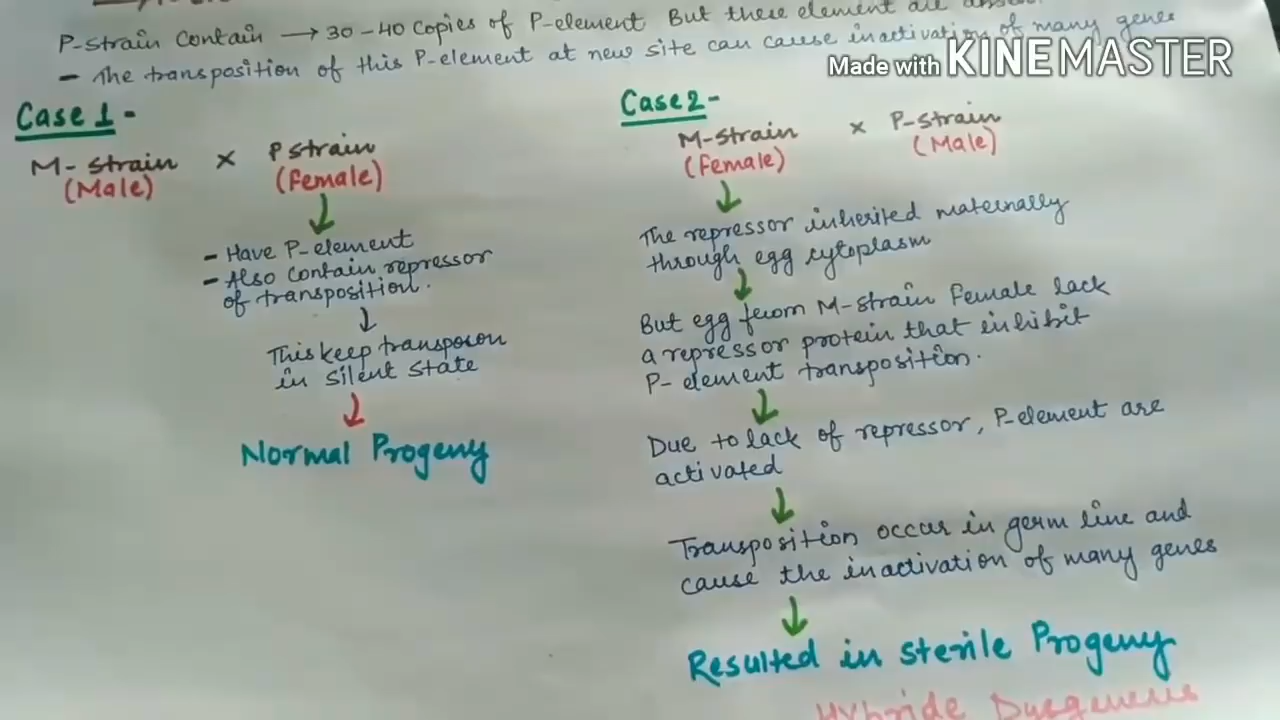 P-strain Contain → 30-40 Copies of P-element But these element are
- The transposition of this P-element at new site can cause inactivation of many genes
Made with KINEMASTER
Case 1 -
M- strain × P strain
(Male) (Female)
- Have P-element
- Also contain repressor
of transposition.
This keep transposon
in silent state
Normal Progeny
Case 2 -
M-strain × P-strain
(Female) (Male)
The repressor inherited maternally
through egg cytoplasm
But egg from M-strain Female lack
a repressor protein that inhibit
P- element transposition.
Due to lack of repressor, P-element are
activated
Transposition occur in germ line and
cause the inactivation of many genes
Resulted in sterile Progeny
Hybride Dysgenesis